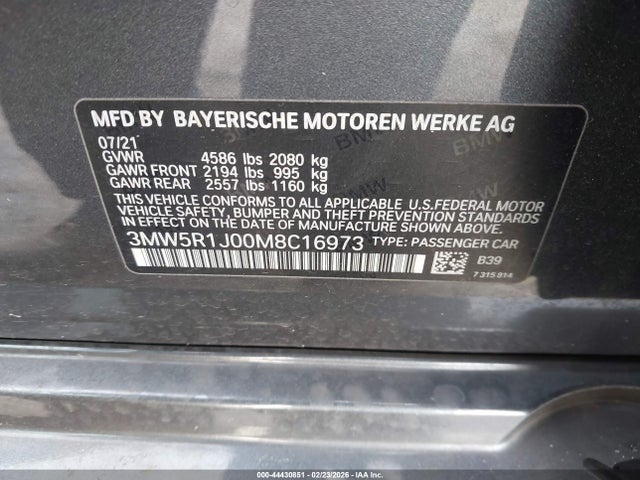 MFD BY BAYERISCHE MOTOREN WERKE AG
07/21
GVWR 4586 lbs 2080 kg
GAWR FRONT 2194 lbs 995 kg
GAWR REAR 2557 lbs 1160 kg
THIS VEHICLE CONFORMS TO ALL APPLICABLE U.S.FEDERAL MOTOR
VEHICLE SAFETY, BUMPER AND THEFT PREVENTION STANDARDS
IN EFFECT ON THE DATE OF MANUFACTURE SHOWN ABOVE.
3MW5R1J00M8C16973 TYPE: PASSENGER CAR
B39
7 315 814
00-44430851 - 02/23/2026 - IAA, Inc.